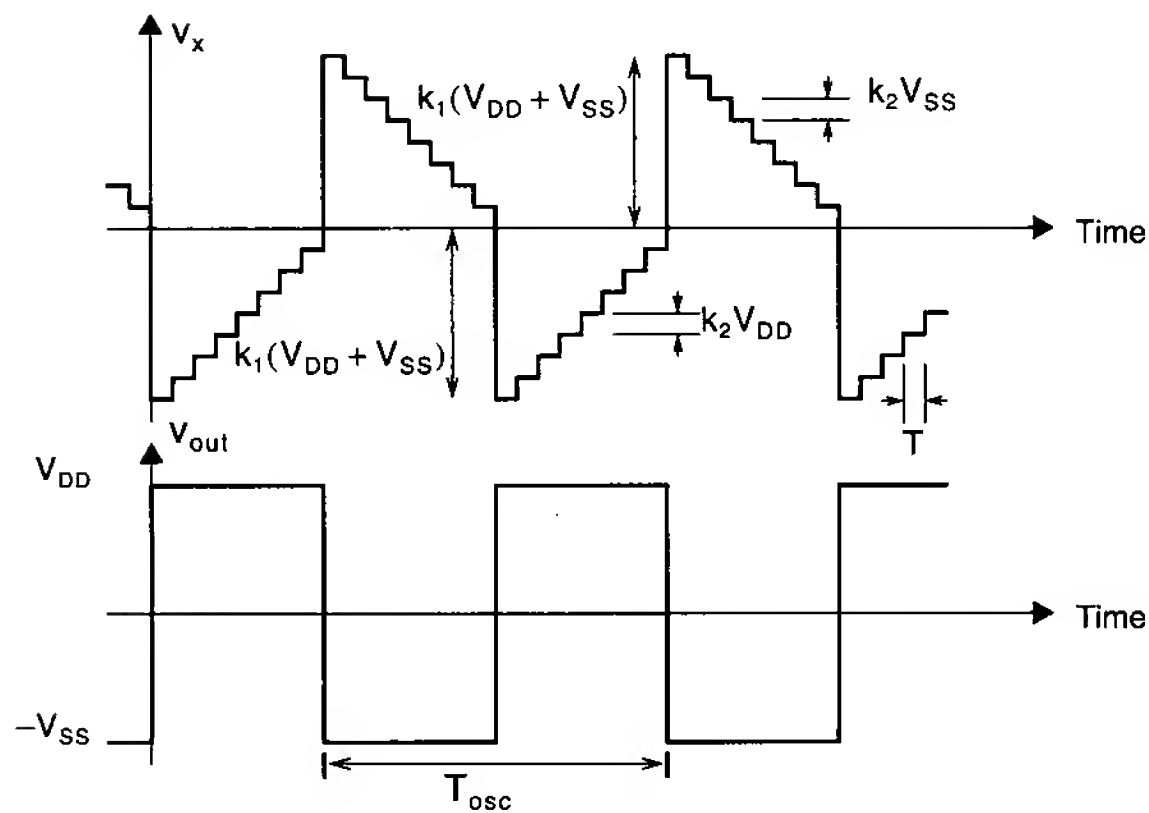 v_x
k_1(V_DD + V_SS)
k_2V_SS
Time
k_2V_DD
k_1(V_DD + V_SS)
T
v_out
V_DD
Time
−V_SS
T_osc